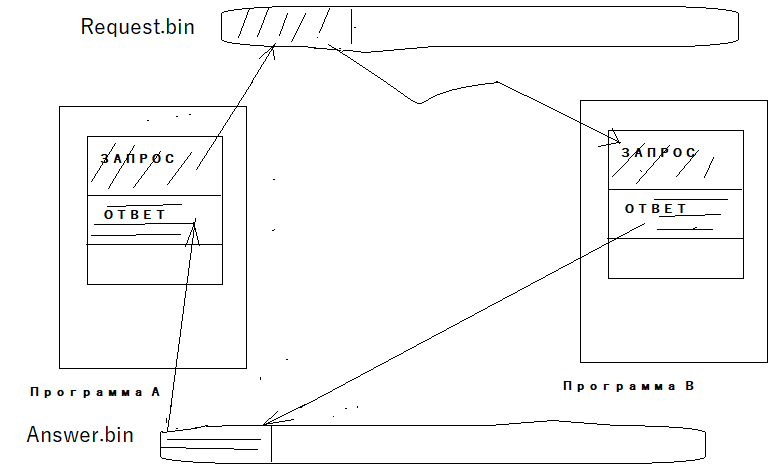 Request.bin
ЗАПРОС
ОТВЕТ
Программа А
ЗАПРОС
ОТВЕТ
Программа В
Answer.bin